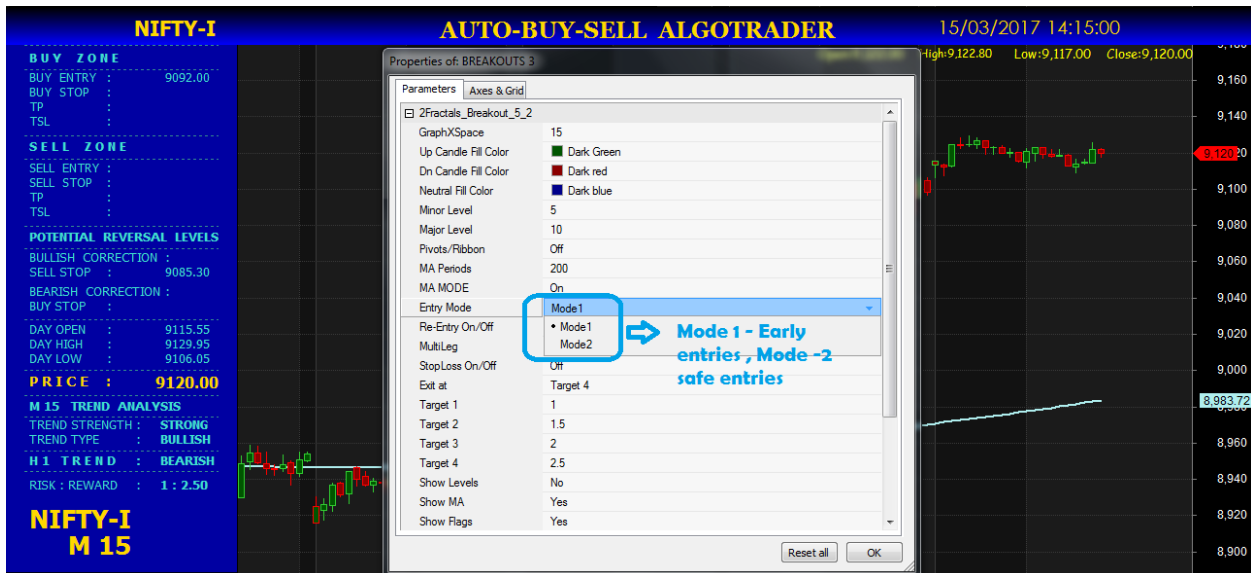 NIFTY-I
AUTO-BUY-SELL ALGOTRADER
15/03/2017 14:15:00
BUY ZONE
BUY ENTRY : 9092.00
BUY STOP :
TP :
TSL :
SELL ZONE
SELL ENTRY :
SELL STOP :
TP :
TSL :
POTENTIAL REVERSAL LEVELS
BULLISH CORRECTION :
SELL STOP : 9085.30
BEARISH CORRECTION :
BUY STOP :
DAY OPEN : 9115.55
DAY HIGH : 9129.95
DAY LOW : 9106.05
PRICE : 9120.00
M 15 TREND ANALYSIS
TREND STRENGTH : STRONG
TREND TYPE : BULLISH
H1 TREND : BEARISH
RISK : REWARD : 1 : 2.50
NIFTY-I
M 15
Properties of: BREAKOUTS 3
Parameters Axes & Grid
2Fractals_Breakout_5_2
GraphXSpace 15
Up Candle Fill Color Dark Green
Dn Candle Fill Color Dark red
Neutral Fill Color Dark blue
Minor Level 5
Major Level 10
Pivots/Ribbon Off
MA Periods 200
MA MODE On
Entry Mode Mode1
Re-Entry On/Off
• Mode1
MultiLeg
Mode2
StopLoss On/Off Off
Exit at Target 4
Target 1 1
Target 2 1.5
Target 3 2
Target 4 2.5
Show Levels No
Show MA Yes
Show Flags Yes
Reset all OK
Mode 1 - Early
entries , Mode -2
safe entries
High:9,122.80 Low:9,117.00 Close:9,120.00
9,160
9,140
9,120
9,100
9,080
9,060
9,040
9,020
9,000
8,983.72
8,960
8,940
8,920
8,900